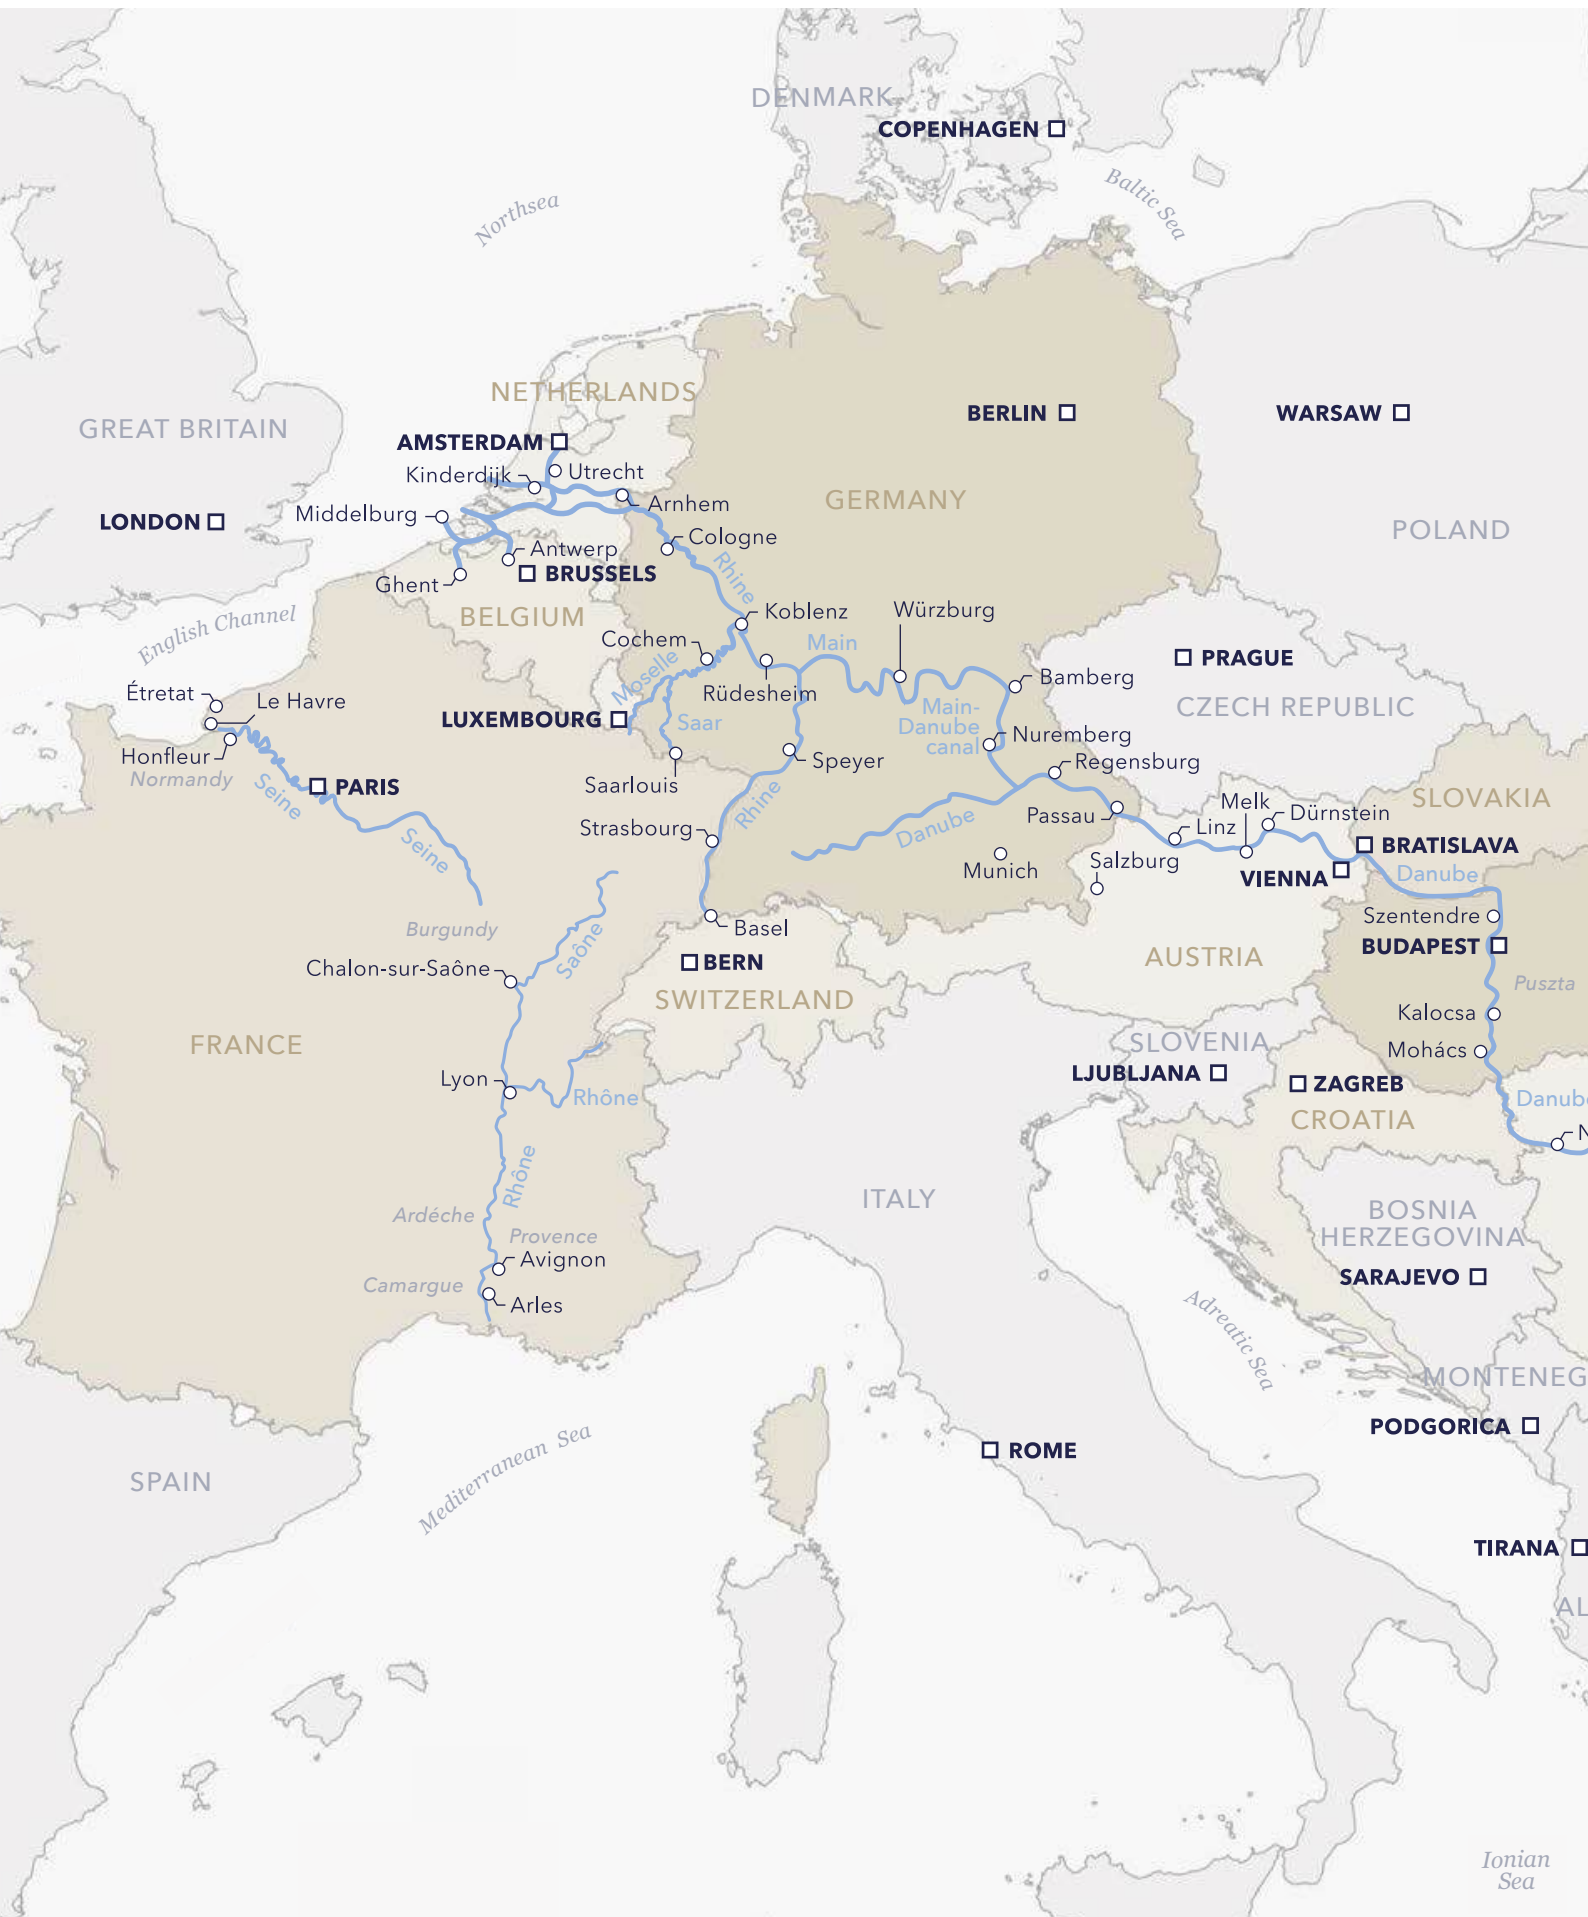 DENMARK
COPENHAGEN
Baltic Sea
Northsea
NETHERLANDS
GREAT BRITAIN
BERLIN
WARSAW
AMSTERDAM
Kinderdijk
Utrecht
GERMANY
Arnhem
Middelburg
LONDON
POLAND
Cologne
Antwerp
BRUSSELS
Rhine
Ghent
BELGIUM
English Channel
Koblenz
Würzburg
Cochem
Main
PRAGUE
Moselle
Rüdesheim
Bamberg
Étretat
Le Havre
LUXEMBOURG
Saar
Main-
Danube
canal
CZECH REPUBLIC
Nuremberg
Honfleur
Normandy
Speyer
Regensburg
Seine
PARIS
Saarlouis
Rhine
SLOVAKIA
Melk
Dürnstein
Passau
Linz
Strasbourg
Danube
BRATISLAVA
Seine
Munich
Salzburg
VIENNA
Danube
Szentendre
Burgundy
Basel
BUDAPEST
Saône
Chalon-sur-Saône
BERN
AUSTRIA
Puszta
SWITZERLAND
Kalocsa
FRANCE
SLOVENIA
Mohács
LJUBLJANA
ZAGREB
Lyon
Rhône
Danube
CROATIA
N
Rhône
ITALY
BOSNIA
HERZEGOVINA
Ardéche
Provence
Avignon
SARAJEVO
Camargue
Arles
Adreatic Sea
MONTENEG
PODGORICA
Mediterranean Sea
ROME
SPAIN
TIRANA
AL
Ionian
Sea